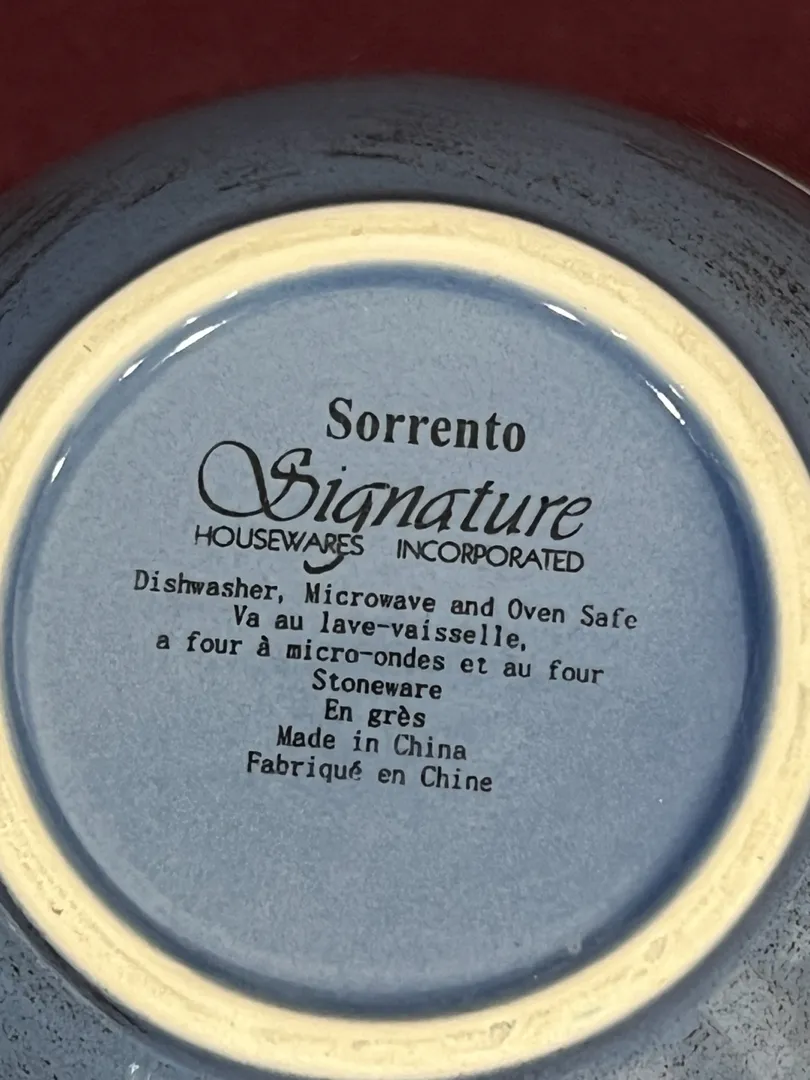 Sorrento
Signature
HOUSEWARES INCORPORATED
Dishwasher, Microwave and Oven Safe
Va au lave-vaisselle,
a four à micro-ondes et au four
Stoneware
En grès
Made in China
Fabriqué en Chine